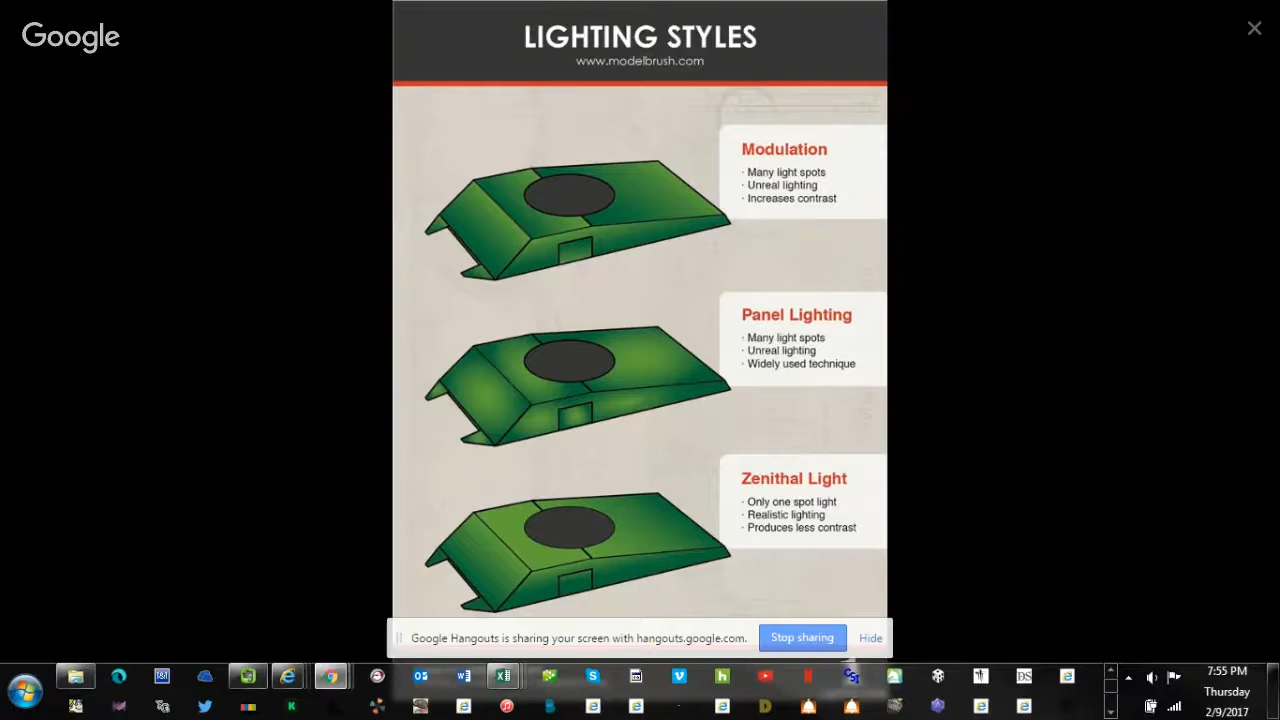 Google
LIGHTING STYLES
www.modelbrush.com
Modulation
· Many light spots
· Unreal lighting
· Increases contrast
Panel Lighting
· Many light spots
· Unreal lighting
· Widely used technique
Zenithal Light
· Only one spot light
· Realistic lighting
· Produces less contrast
Google Hangouts is sharing your screen with hangouts.google.com.
Stop sharing
Hide
7:55 PM
Thursday
2/9/2017